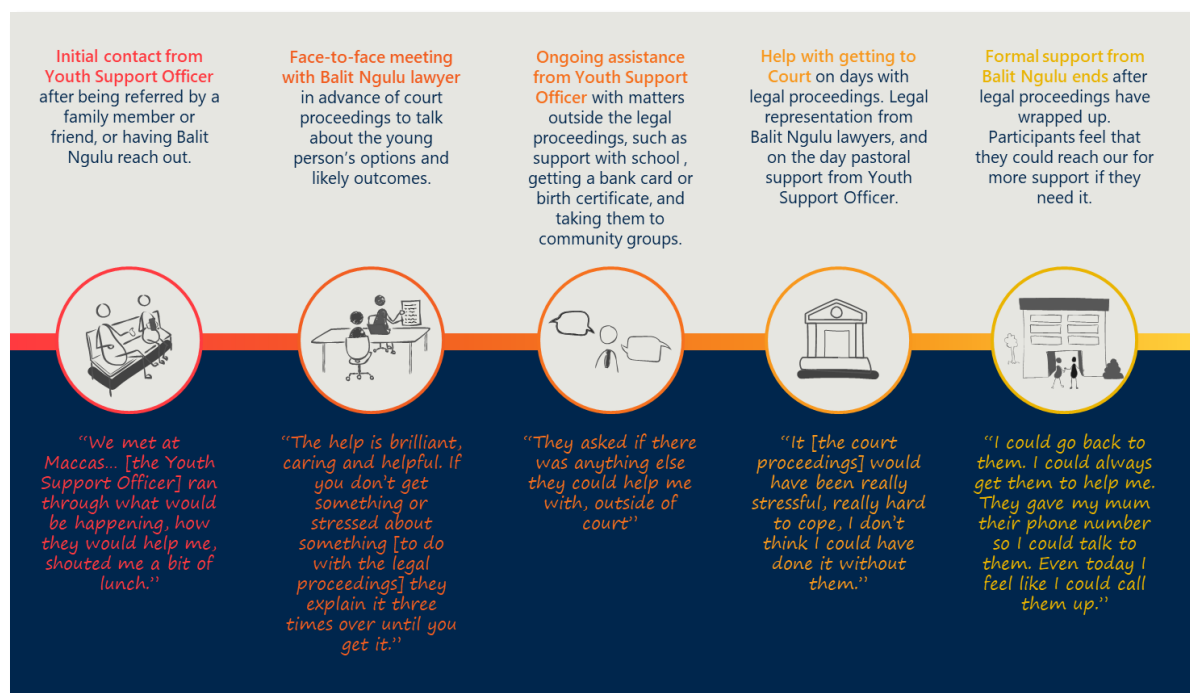 Initial contact from
Youth Support Officer
after being referred by a
family member or
friend, or having Balit
Ngulu reach out.
Face-to-face meeting
with Balit Ngulu lawyer
in advance of court
proceedings to talk
about the young
person's options and
likely outcomes.
Ongoing assistance
from Youth Support
Officer with matters
outside the legal
proceedings, such as
support with school ,
getting a bank card or
birth certificate, and
taking them to
community groups.
Help with getting to
Court on days with
legal proceedings. Legal
representation from
Balit Ngulu lawyers, and
on the day pastoral
support from Youth
Support Officer.
Formal support from
Balit Ngulu ends after
legal proceedings have
wrapped up.
Participants feel that
they could reach our for
more support if they
need it.
“We met at
Maccas... [the Youth
Support Officer] ran
through what would
be happening, how
they would help me,
shouted me a bit of
lunch.”
“The help is brilliant,
caring and helpful. If
you don't get
something or
stressed about
something [to do
with the legal
proceedings] they
explain it three
times over until you
get it.”
“They asked if there
was anything else
they could help me
with, outside of
court”
“It [the court
proceedings] would
have been really
stressful, really hard
to cope, I don't
think I could have
done it without
them.”
“I could go back to
them. I could always
get them to help me.
They gave my mum
their phone number
so I could talk to
them. Even today I
feel like I could call
them up.”